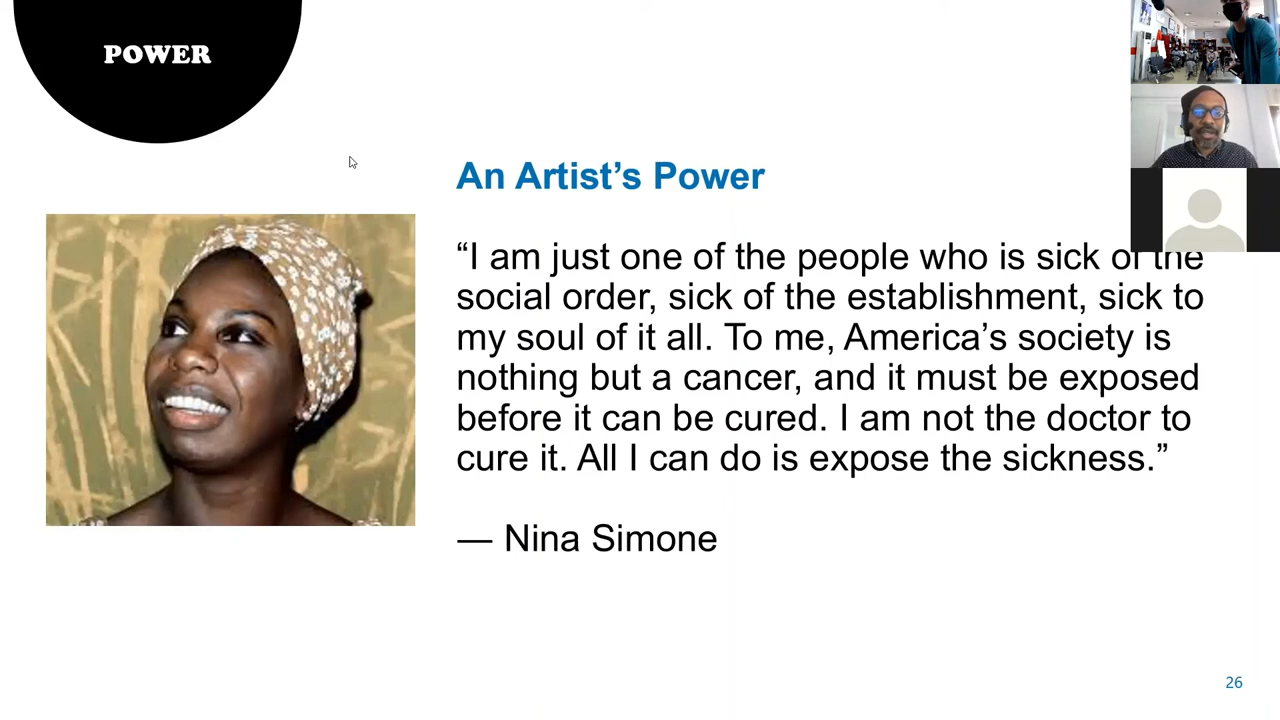 POWER
An Artist’s Power
“I am just one of the people who is sick of the
social order, sick of the establishment, sick to
my soul of it all. To me, America’s society is
nothing but a cancer, and it must be exposed
before it can be cured. I am not the doctor to
cure it. All I can do is expose the sickness.”
— Nina Simone
26